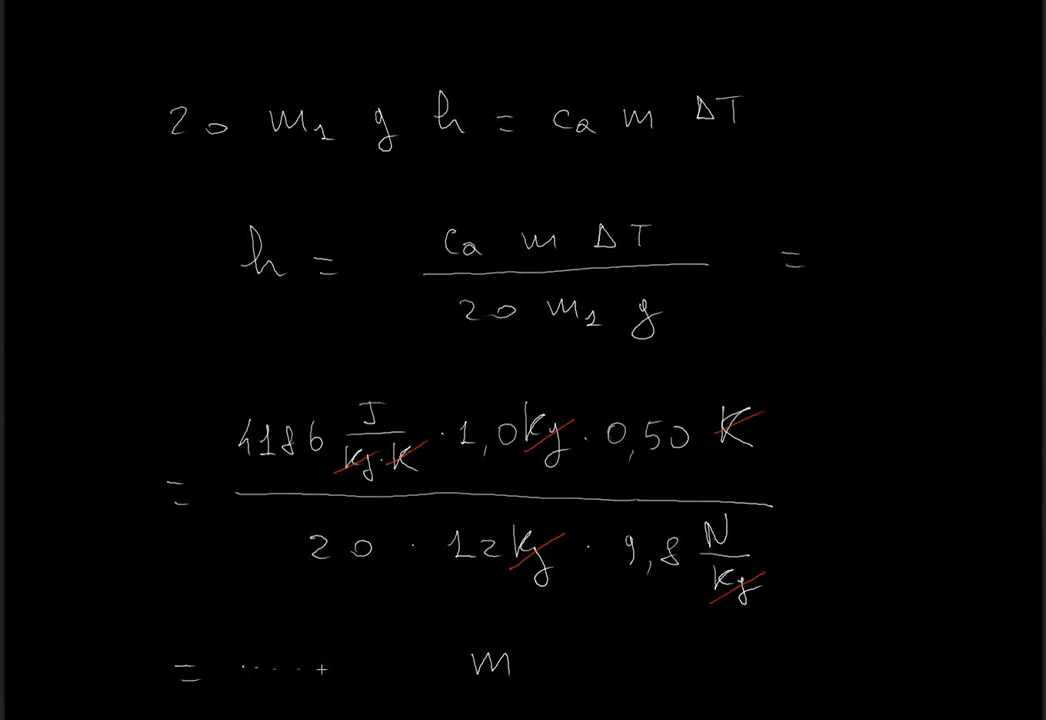 20 m₁ g h = ca m ΔT
h = ca m ΔT / 20 m₁ g =
= 4186 J/kg·K · 1,0 kg · 0,50 K / 20 · 12 kg · 9,8 N/kg
= ..... m